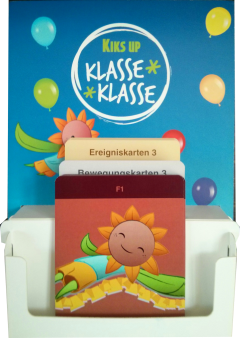 KIKS UP
KLASSE
KLASSE
Ereigniskarten 3
Bewegungskarten 3
F1